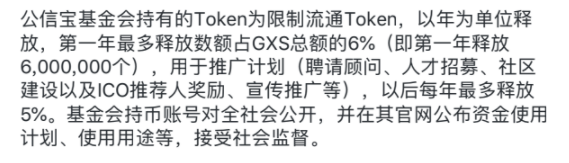 公信宝基金会持有的Token为限制流通Token，以年为单位释
放，第一年最多释放数额占GXS总额的6%（即第一年释放
6,000,000个），用于推广计划（聘请顾问、人才招募、社区
建设以及ICO推荐人奖励、宣传推广等），以后每年最多释放
5%。基金会持币账号对全社会公开，并在其官网公布资金使用
计划、使用用途等，接受社会监督。